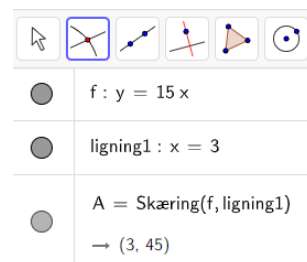 f : y = 15 x
ligning1 : x = 3
A = Skæring(f, ligning1)
→ (3, 45)